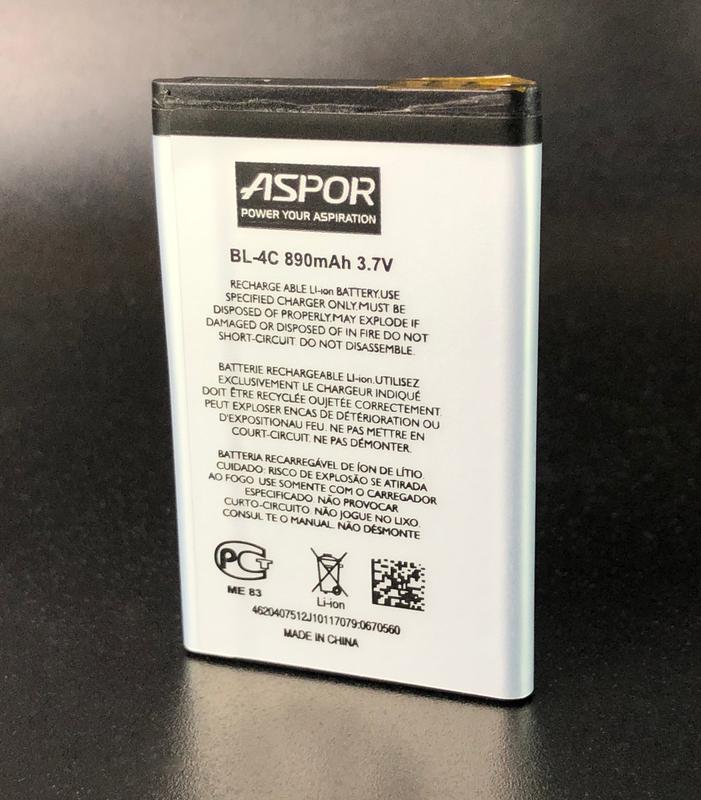 ASPOR
POWER YOUR ASPIRATION
BL-4C 890mAh 3.7V
RECHARGE ABLE Li-ion BATTERY.USE
SPECIFIED CHARGER ONLY.MUST BE
DISPOSED OF PROPERLY.MAY EXPLODE IF
DAMAGED OR DISPOSED OF IN FIRE DO NOT
SHORT-CIRCUIT. DO NOT DISASSEMBLE.
BATTERIE RECHARGEABLE LI-ion.UTILISEZ
EXCLUSIVEMENT LE CHARGEUR INDIQUÉ
DOIT ÊTRE RECYCLÉE OUJETÉE CORRECTEMENT.
PEUT EXPLOSER ENCAS DE DÉTÉRIORATION OU
D'EXPOSITIONAU FEU. NE PAS METTRE EN
COURT-CIRCUIT. NE PAS DÉMONTER.
BATTERIA RECARREGÁVEL DE ÍON DE LÍTIO.
CUIDADO: RISCO DE EXPLOSÃO SE ATIRADA
AO FOGO. USE SOMENTE COM O CARREGADOR
ESPECIFICADO. NÃO PROVOCAR
CURTO-CIRCUITO. NÃO JOGUE NO LIXO.
CONSUL TE O MANUAL. NÃO DÉSMONTE
PCT
ME 83
Li-ion
4620407512J10117079:0670560
MADE IN CHINA